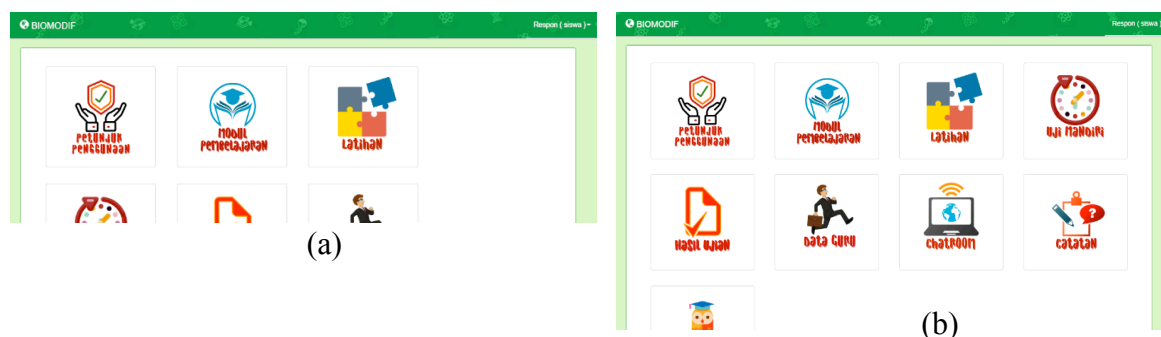 BIOMODIF
Respon ( siswa )
PETUNJUK
PENGGUNAAN
MODUL
PEMBELAJARAN
LATIHAN
(a)
BIOMODIF
Respon ( siswa )
PETUNJUK
PENGGUNAAN
MODUL
PEMBELAJARAN
LATIHAN
UJI MANDIRI
HASIL UJIAN
DATA GURU
CHATROOM
CATATAN
(b)